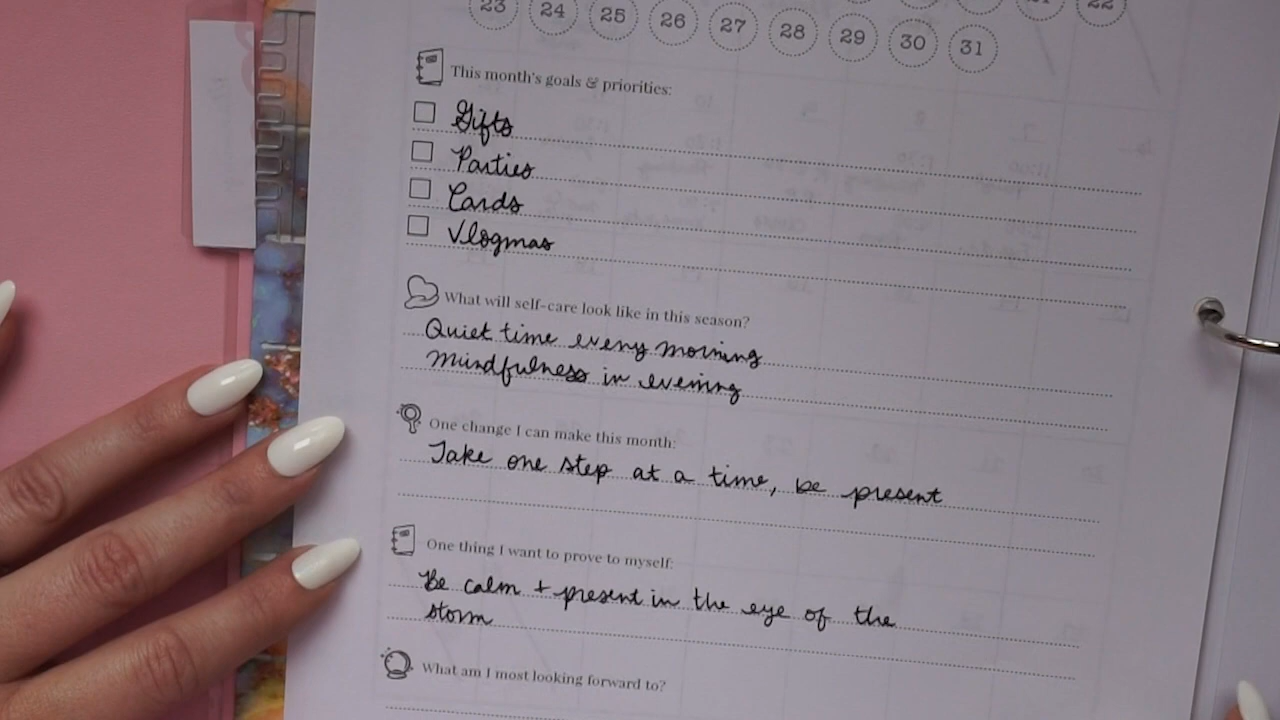 22
23 24 25 26 27 28 29 30 31
This month's goals & priorities:
Gifts
Parties
Cards
Vlogmas
What will self-care look like in this season?
Quiet time every morning
mindfulness in evening
One change I can make this month:
Take one step at a time, be present
One thing I want to prove to myself:
Be calm + present in the eye of the
storm
What am I most looking forward to?